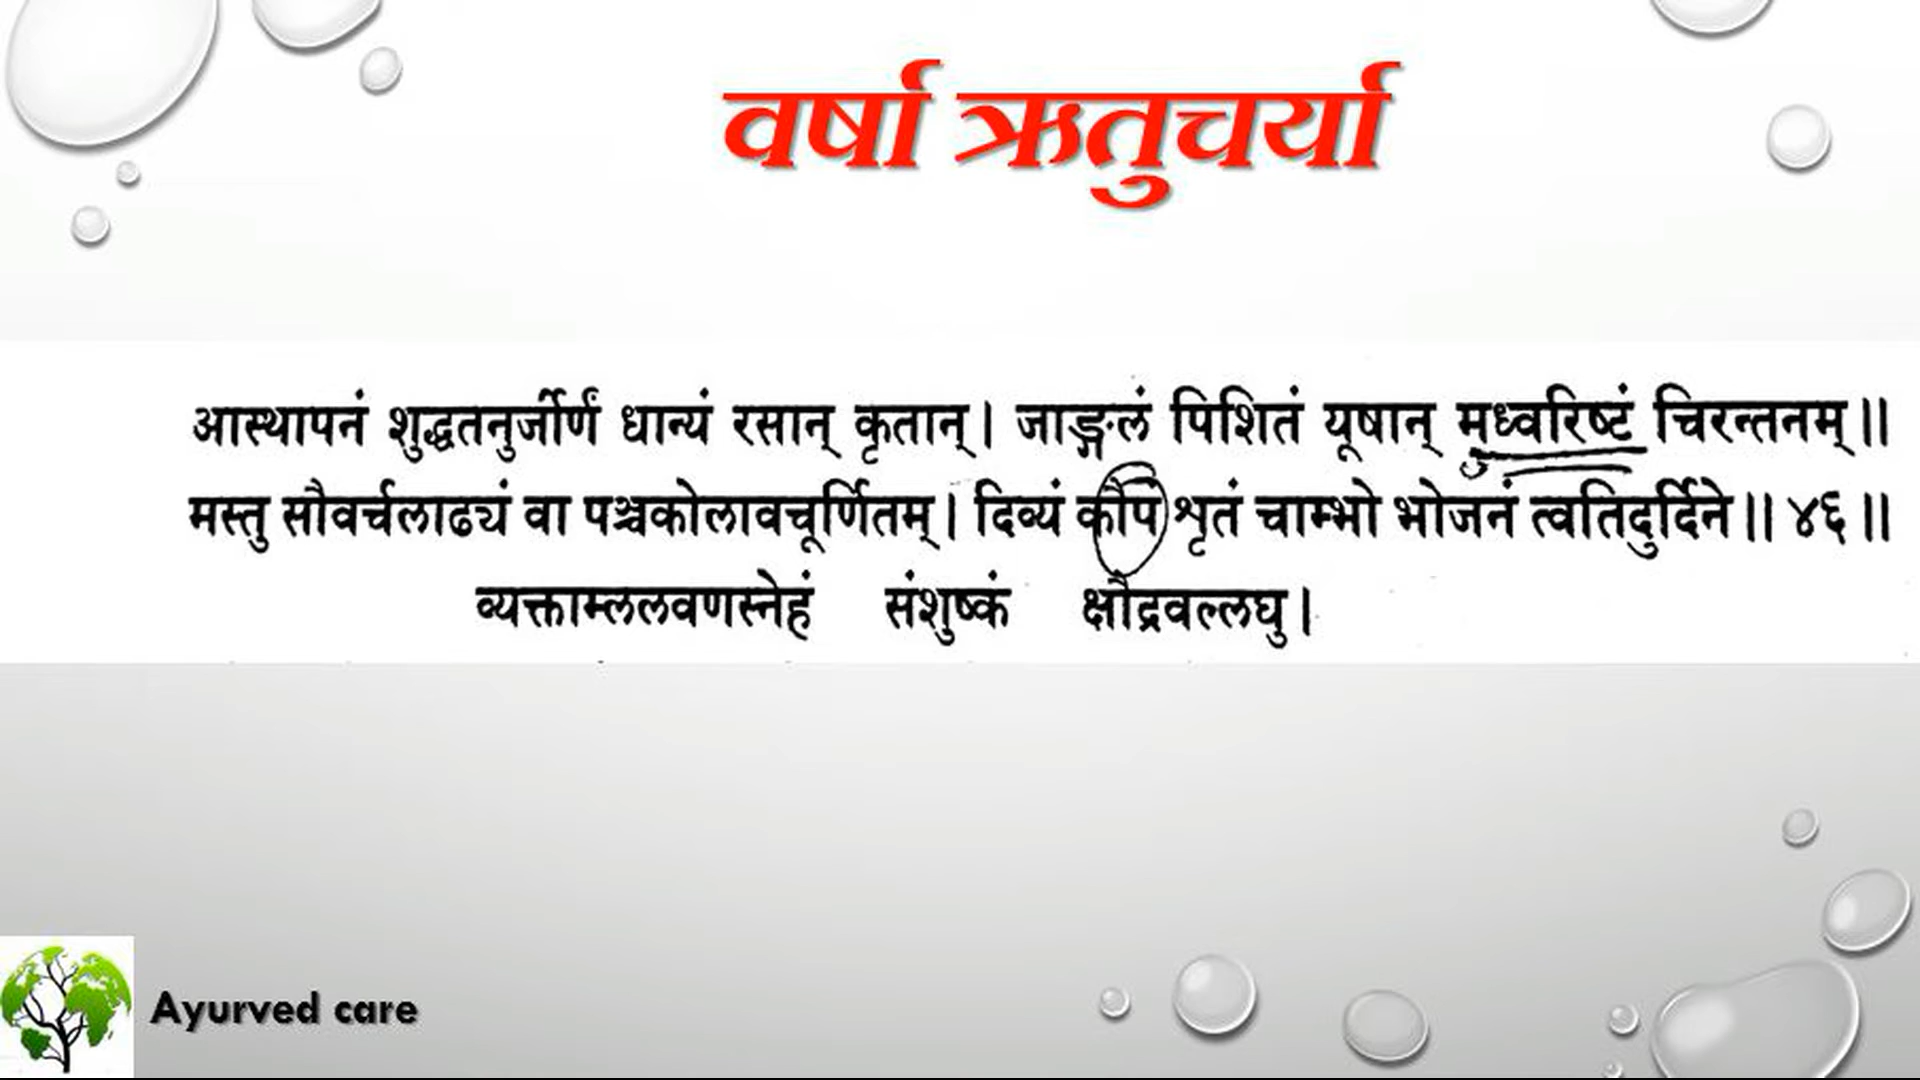 वर्षा ऋतुचर्या
आस्थापनं शुद्धतनुर्जीर्णं धान्यं रसान् कृतान्। जाङ्गलं पिशितं यूषान् मध्वरिष्टं चिरन्तनम्॥
मस्तु सौवर्चलाढ्यं वा पञ्चकोलावचूर्णितम्। दिव्यं कौपं शृतं चाम्भो भोजनं त्वतिदुर्दिने॥ ४६॥
व्यक्ताम्ललवणस्नेहं संशुष्कं क्षौद्रवल्लघु।
Ayurved care